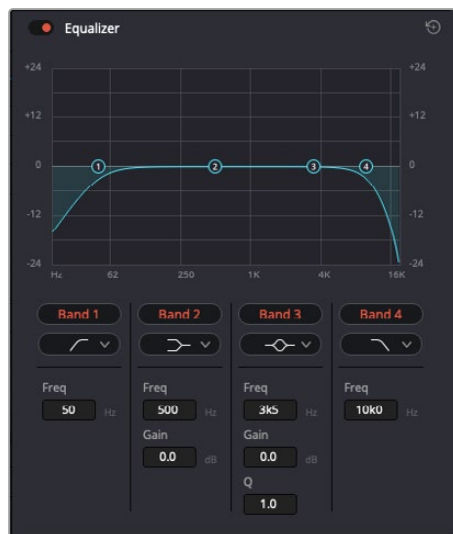 Equalizer
+24 +24
+12 +12
0 0
1 2 3 4
-12 -12
-24 -24
Hz 62 250 1K 4K 16K
Band 1 Band 2 Band 3 Band 4
Freq Freq Freq Freq
50 Hz 500 Hz 3k5 Hz 10k0 Hz
Gain Gain
0.0 dB 0.0 dB
Q
1.0